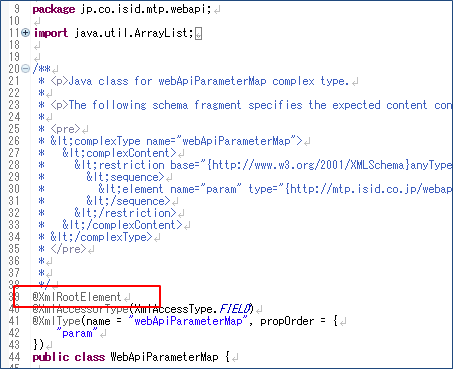 9 package jp.co.isid.mtp.webapi;
10
11 import java.util.ArrayList;
18
19
20 /**
21 * <p>Java class for webApiParameterMap complex type.
22 *
23 * <p>The following schema fragment specifies the expected content con
24 *
25 * <pre>
26 * &lt;complexType name="webApiParameterMap">
27 * &lt;complexContent>
28 * &lt;restriction base="{http://www.w3.org/2001/XMLSchema}anyType
29 * &lt;sequence>
30 * &lt;element name="param" type="{http://mtp.isid.co.jp/webap
31 * &lt;/sequence>
32 * &lt;/restriction>
33 * &lt;/complexContent>
34 * &lt;/complexType>
35 * </pre>
36 *
37 *
38 */
39 @XmlRootElement
40 @XmlAccessorType(XmlAccessType.FIELD)
41 @XmlType(name = "webApiParameterMap", propOrder = {
42 "param"
43 })
44 public class WebApiParameterMap {